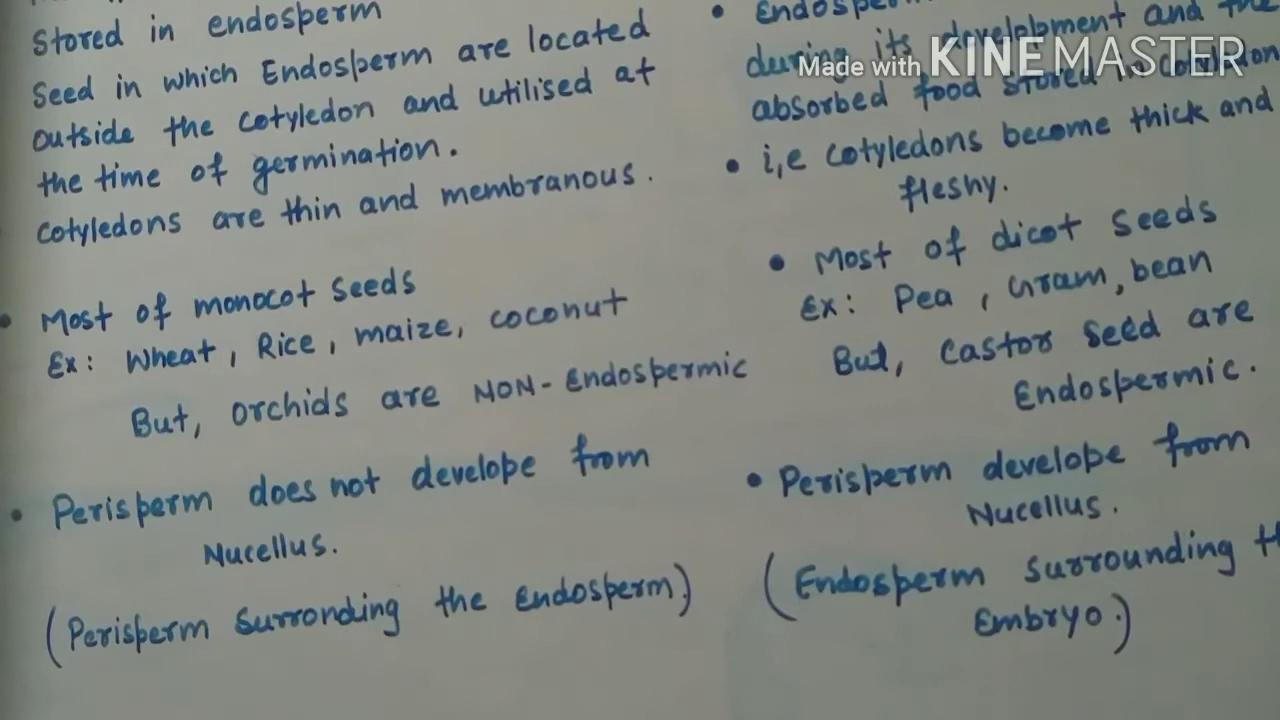 Stored in endosperm
Seed in which Endosperm are located
outside the cotyledon and utilised at
the time of germination.
cotyledons are thin and membranous.
• Most of monocot seeds
Ex: Wheat, Rice, maize, coconut
But, orchids are NON-Endospermic
• Perisperm does not develope from
Nucellus.
(Perisperm Surronding the Endosperm)
•
during its and
absorbed food stored in
• i,e cotyledons become thick and
fleshy.
• Most of dicot seeds
Ex: Pea, Gram, bean
But, Castor seed are
Endospermic.
• Perisperm develope from
Nucellus.
(Endosperm surrounding
Embryo.)
Made with KINEMASTER